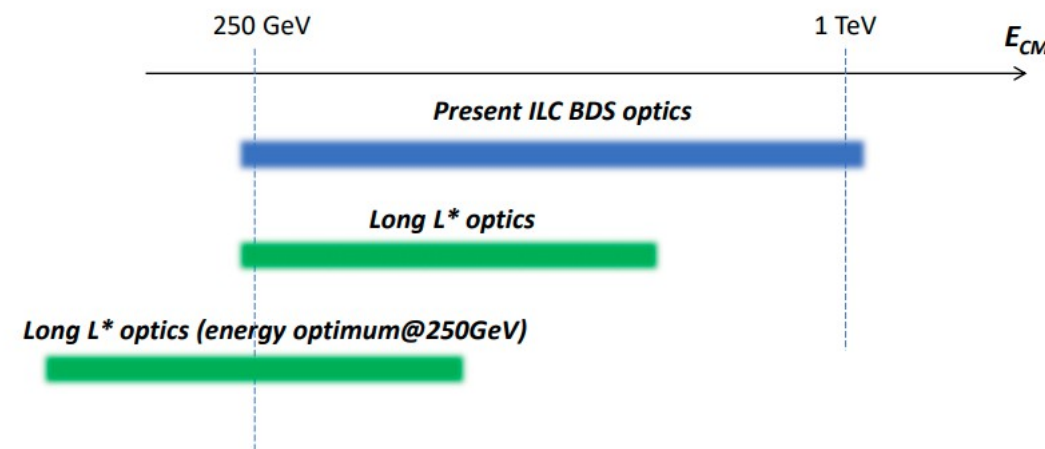 250 GeV
1 TeV
E_CM
Present ILC BDS optics
Long L* optics
Long L* optics (energy optimum@250GeV)